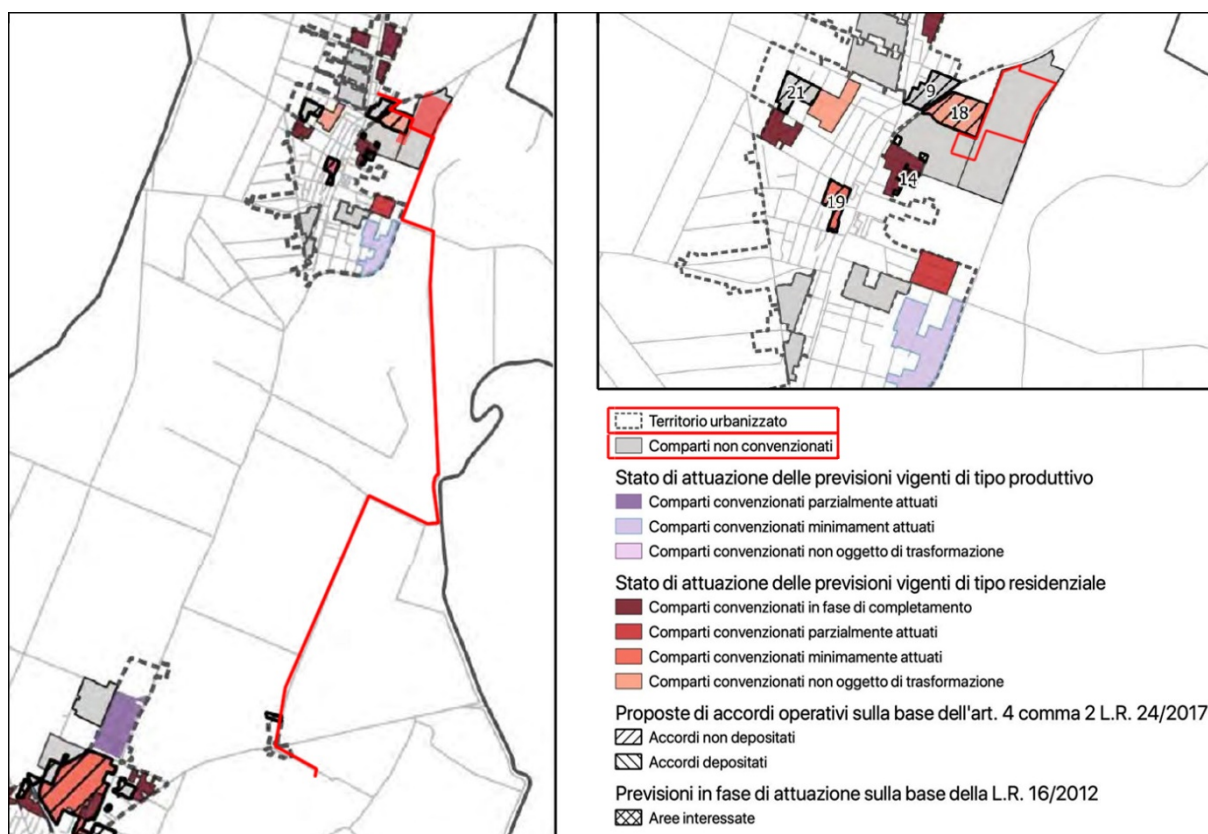 21
9
18
14
19
Territorio urbanizzato
Comparti non convenzionati
Stato di attuazione delle previsioni vigenti di tipo produttivo
Comparti convenzionati parzialmente attuati
Comparti convenzionati minimament attuati
Comparti convenzionati non oggetto di trasformazione
Stato di attuazione delle previsioni vigenti di tipo residenziale
Comparti convenzionati in fase di completamento
Comparti convenzionati parzialmente attuati
Comparti convenzionati minimamente attuati
Comparti convenzionati non oggetto di trasformazione
Proposte di accordi operativi sulla base dell'art. 4 comma 2 L.R. 24/2017
Accordi non depositati
Accordi depositati
Previsioni in fase di attuazione sulla base della L.R. 16/2012
Aree interessate